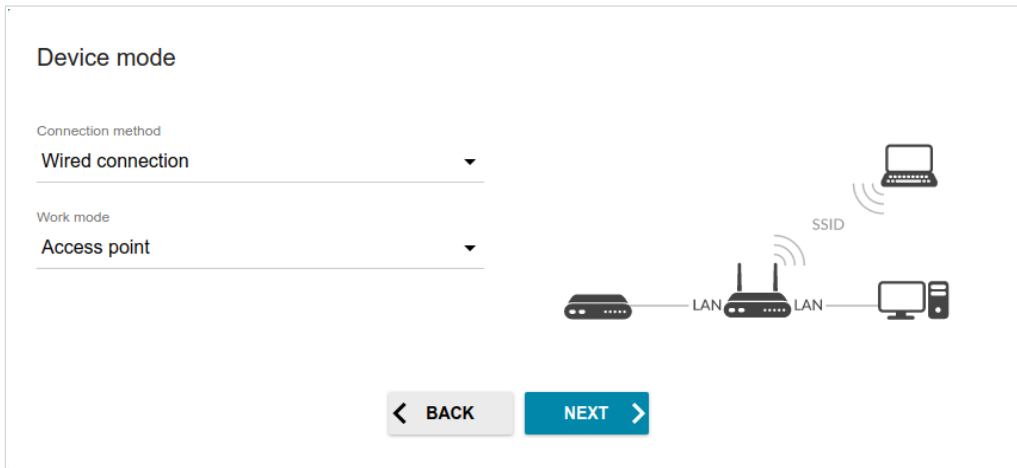 Device mode
Connection method
Wired connection
Work mode
Access point
SSID
LAN LAN
BACK NEXT